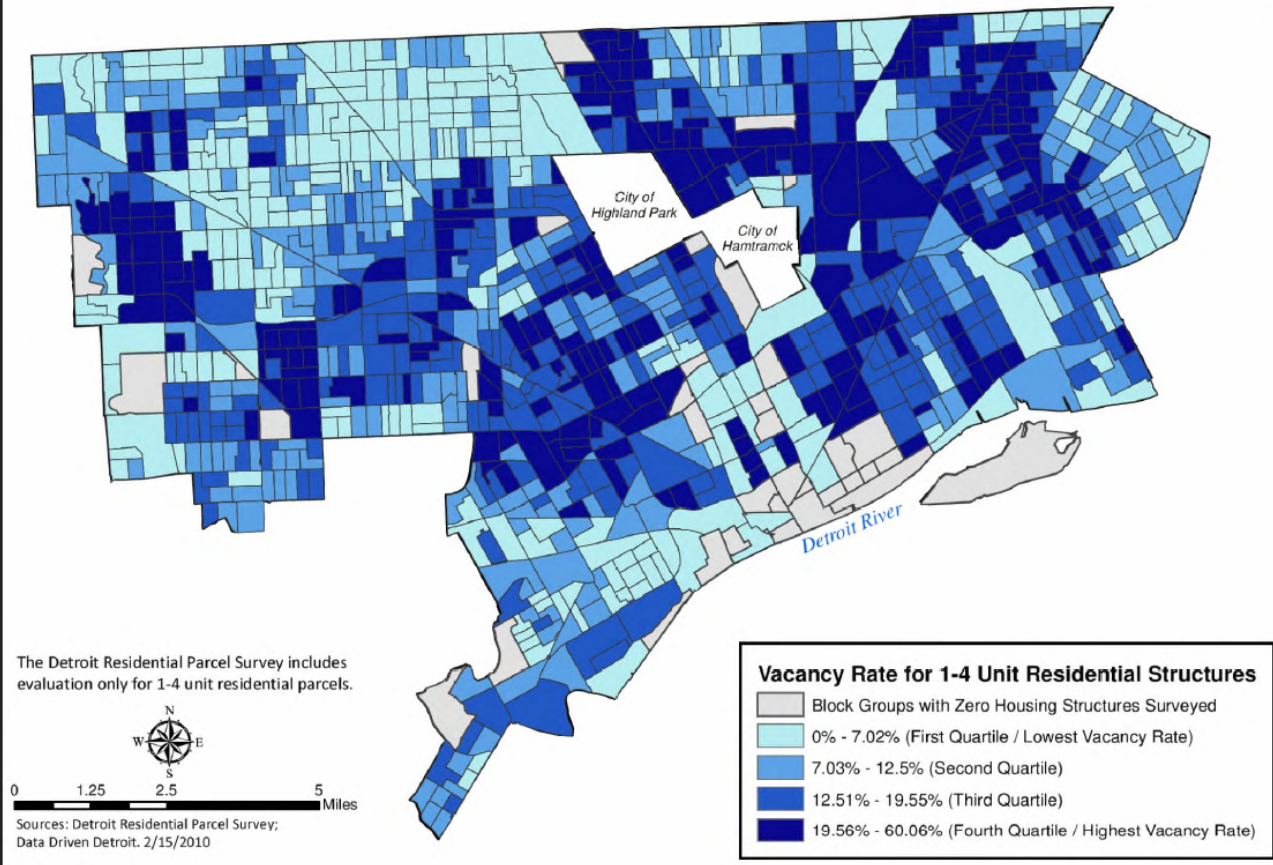 City of
Highland Park
City of
Hamtramck
Detroit River
The Detroit Residential Parcel Survey includes
evaluation only for 1-4 unit residential parcels.
N
W E
S
0 1.25 2.5 5
Miles
Sources: Detroit Residential Parcel Survey;
Data Driven Detroit. 2/15/2010
Vacancy Rate for 1-4 Unit Residential Structures
Block Groups with Zero Housing Structures Surveyed
0% - 7.02% (First Quartile / Lowest Vacancy Rate)
7.03% - 12.5% (Second Quartile)
12.51% - 19.55% (Third Quartile)
19.56% - 60.06% (Fourth Quartile / Highest Vacancy Rate)